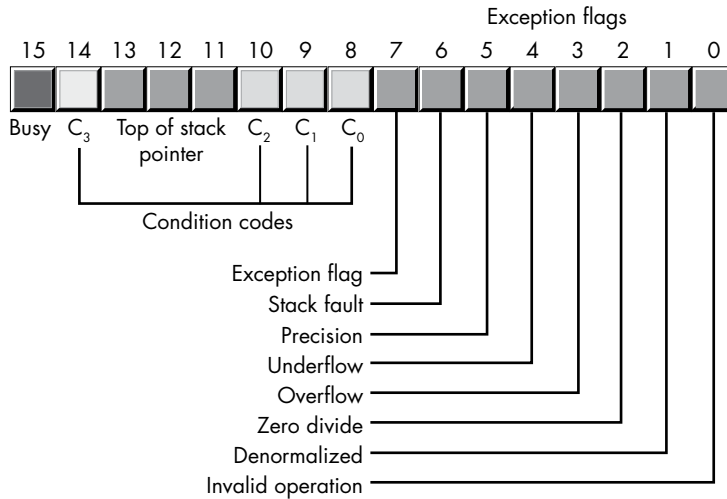 Exception flags
15 14 13 12 11 10 9 8 7 6 5 4 3 2 1 0
Busy C₃ Top of stack C₂ C₁ C₀
pointer
Condition codes
Exception flag
Stack fault
Precision
Underflow
Overflow
Zero divide
Denormalized
Invalid operation